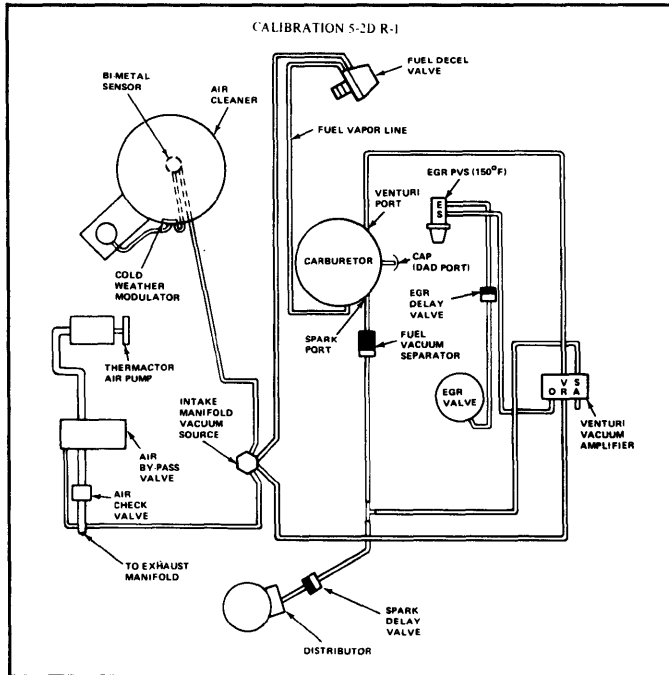 CALIBRATION 5-2D R-1
BI-METAL
SENSOR
AIR
CLEANER
FUEL DECEL
VALVE
FUEL VAPOR LINE
EGR PVS (150°F)
VENTURI
PORT
E
S
CARBURETOR
CAP
(DAD PORT)
COLD
WEATHER
MODULATOR
EGR
DELAY
VALVE
SPARK
PORT
FUEL
VACUUM
SEPARATOR
THERMACTOR
AIR PUMP
INTAKE
MANIFOLD
VACUUM
SOURCE
EGR
VALVE
V S
O R A
VENTURI
VACUUM
AMPLIFIER
AIR
BY-PASS
VALVE
AIR
CHECK
VALVE
TO EXHAUST
MANIFOLD
SPARK
DELAY
VALVE
DISTRIBUTOR